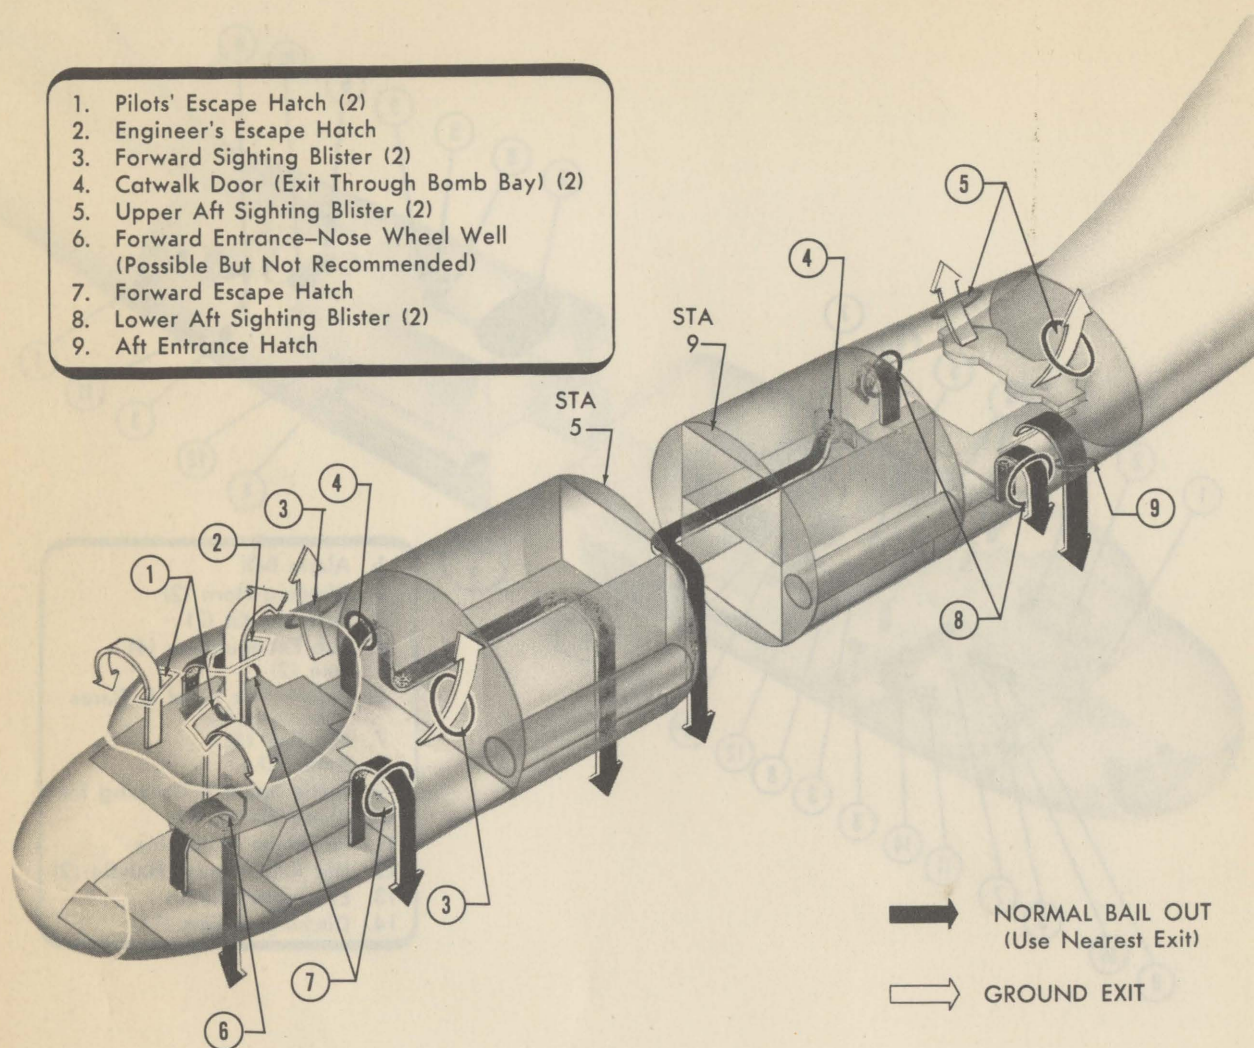 1. Pilots' Escape Hatch (2)
2. Engineer's Escape Hatch
3. Forward Sighting Blister (2)
4. Catwalk Door (Exit Through Bomb Bay) (2)
5. Upper Aft Sighting Blister (2)
6. Forward Entrance–Nose Wheel Well
(Possible But Not Recommended)
7. Forward Escape Hatch
8. Lower Aft Sighting Blister (2)
9. Aft Entrance Hatch
5
4
STA
9
STA
5
4
3
2
1
9
8
3
7
6
NORMAL BAIL OUT
(Use Nearest Exit)
GROUND EXIT